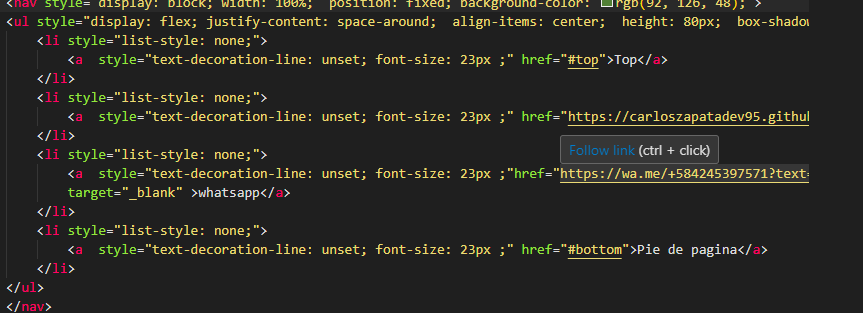 <nav style="display: block; width: 100%;  position: fixed; background-color: rgb(92, 126, 48);">
<ul style="display: flex; justify-content: space-around;  align-items: center;  height: 80px;  box-shadow
<li style="list-style: none;">
<a  style="text-decoration-line: unset; font-size: 23px ;" href="#top">Top</a>
</li>
<li style="list-style: none;">
<a  style="text-decoration-line: unset; font-size: 23px ;" href="https://carloszapatadev95.github
</li>
Follow link (ctrl + click)
<li style="list-style: none;">
<a  style="text-decoration-line: unset; font-size: 23px ;"href="https://wa.me/+584245397571?text=
target="_blank" >whatsapp</a>
</li>
<li style="list-style: none;">
<a  style="text-decoration-line: unset; font-size: 23px ;" href="#bottom">Pie de pagina</a>
</li>
</ul>
</nav>